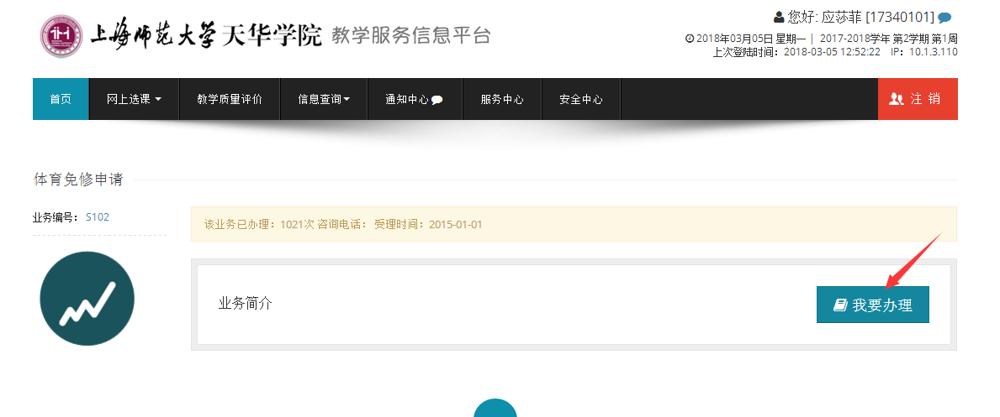 上海师范大学天华学院 教学服务信息平台
您好: 应莎菲 [17340101]
2018年03月05日 星期一｜ 2017-2018学年 第2学期 第1周
上次登陆时间：2018-03-05 12:52:22 IP：10.1.3.110
首页 网上选课 教学质量评价 信息查询 通知中心 服务中心 安全中心 注 销
体育免修申请
业务编号： S102
该业务已办理：1021次 咨询电话： 受理时间：2015-01-01
业务简介
我要办理